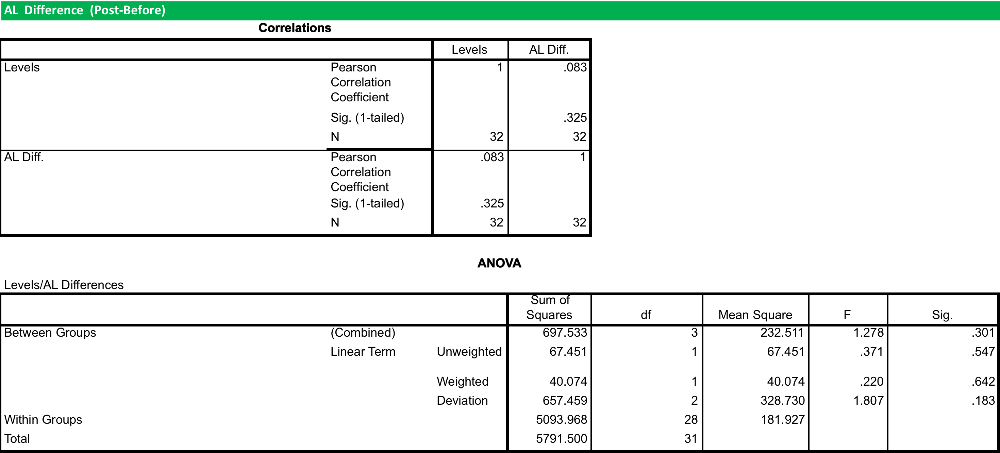 AL Difference (Post-Before)
Correlations
Levels AL Diff.
Levels Pearson Correlation Coefficient 1 .083
Sig. (1-tailed) .325
N 32 32
AL Diff. Pearson Correlation Coefficient .083 1
Sig. (1-tailed) .325
N 32 32
ANOVA
Levels/AL Differences
Sum of Squares df Mean Square F Sig.
Between Groups (Combined) 697.533 3 232.511 1.278 .301
Linear Term Unweighted 67.451 1 67.451 .371 .547
Weighted 40.074 1 40.074 .220 .642
Deviation 657.459 2 328.730 1.807 .183
Within Groups 5093.968 28 181.927
Total 5791.500 31